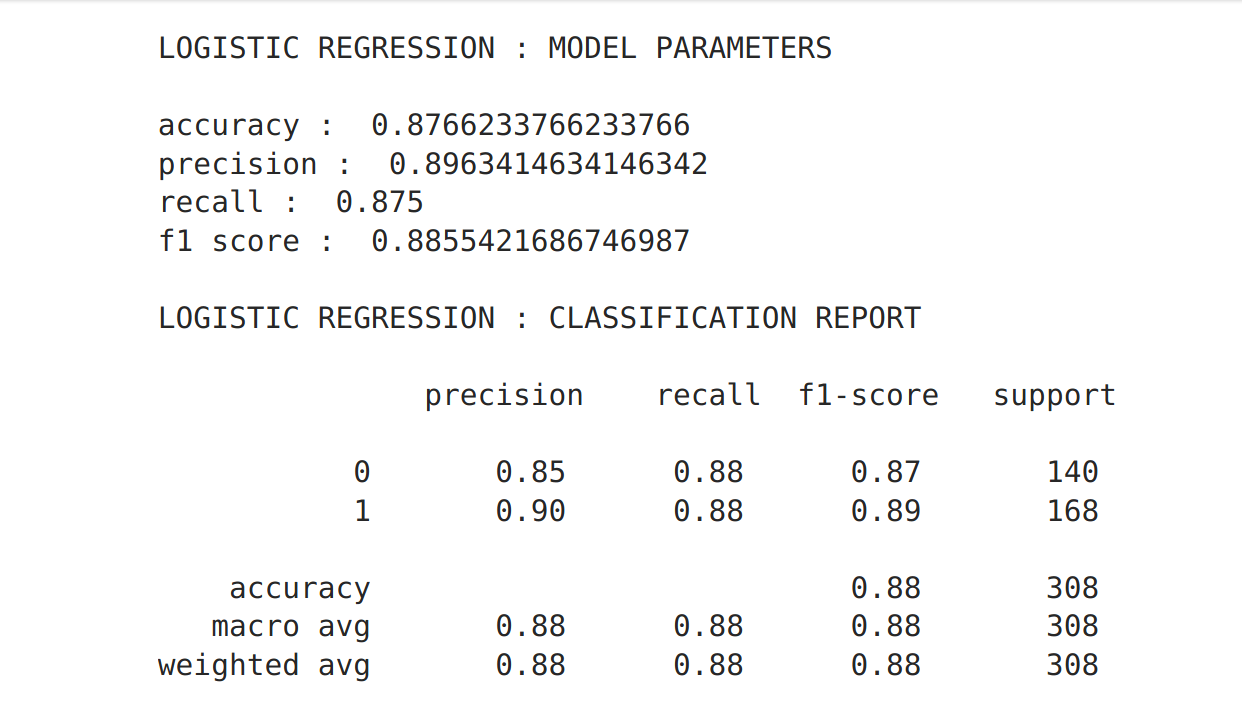 LOGISTIC REGRESSION : MODEL PARAMETERS
accuracy :  0.8766233766233766
precision :  0.8963414634146342
recall :  0.875
f1 score :  0.8855421686746987
LOGISTIC REGRESSION : CLASSIFICATION REPORT
precision    recall  f1-score   support
0       0.85      0.88      0.87       140
1       0.90      0.88      0.89       168
accuracy                           0.88       308
macro avg       0.88      0.88      0.88       308
weighted avg       0.88      0.88      0.88       308